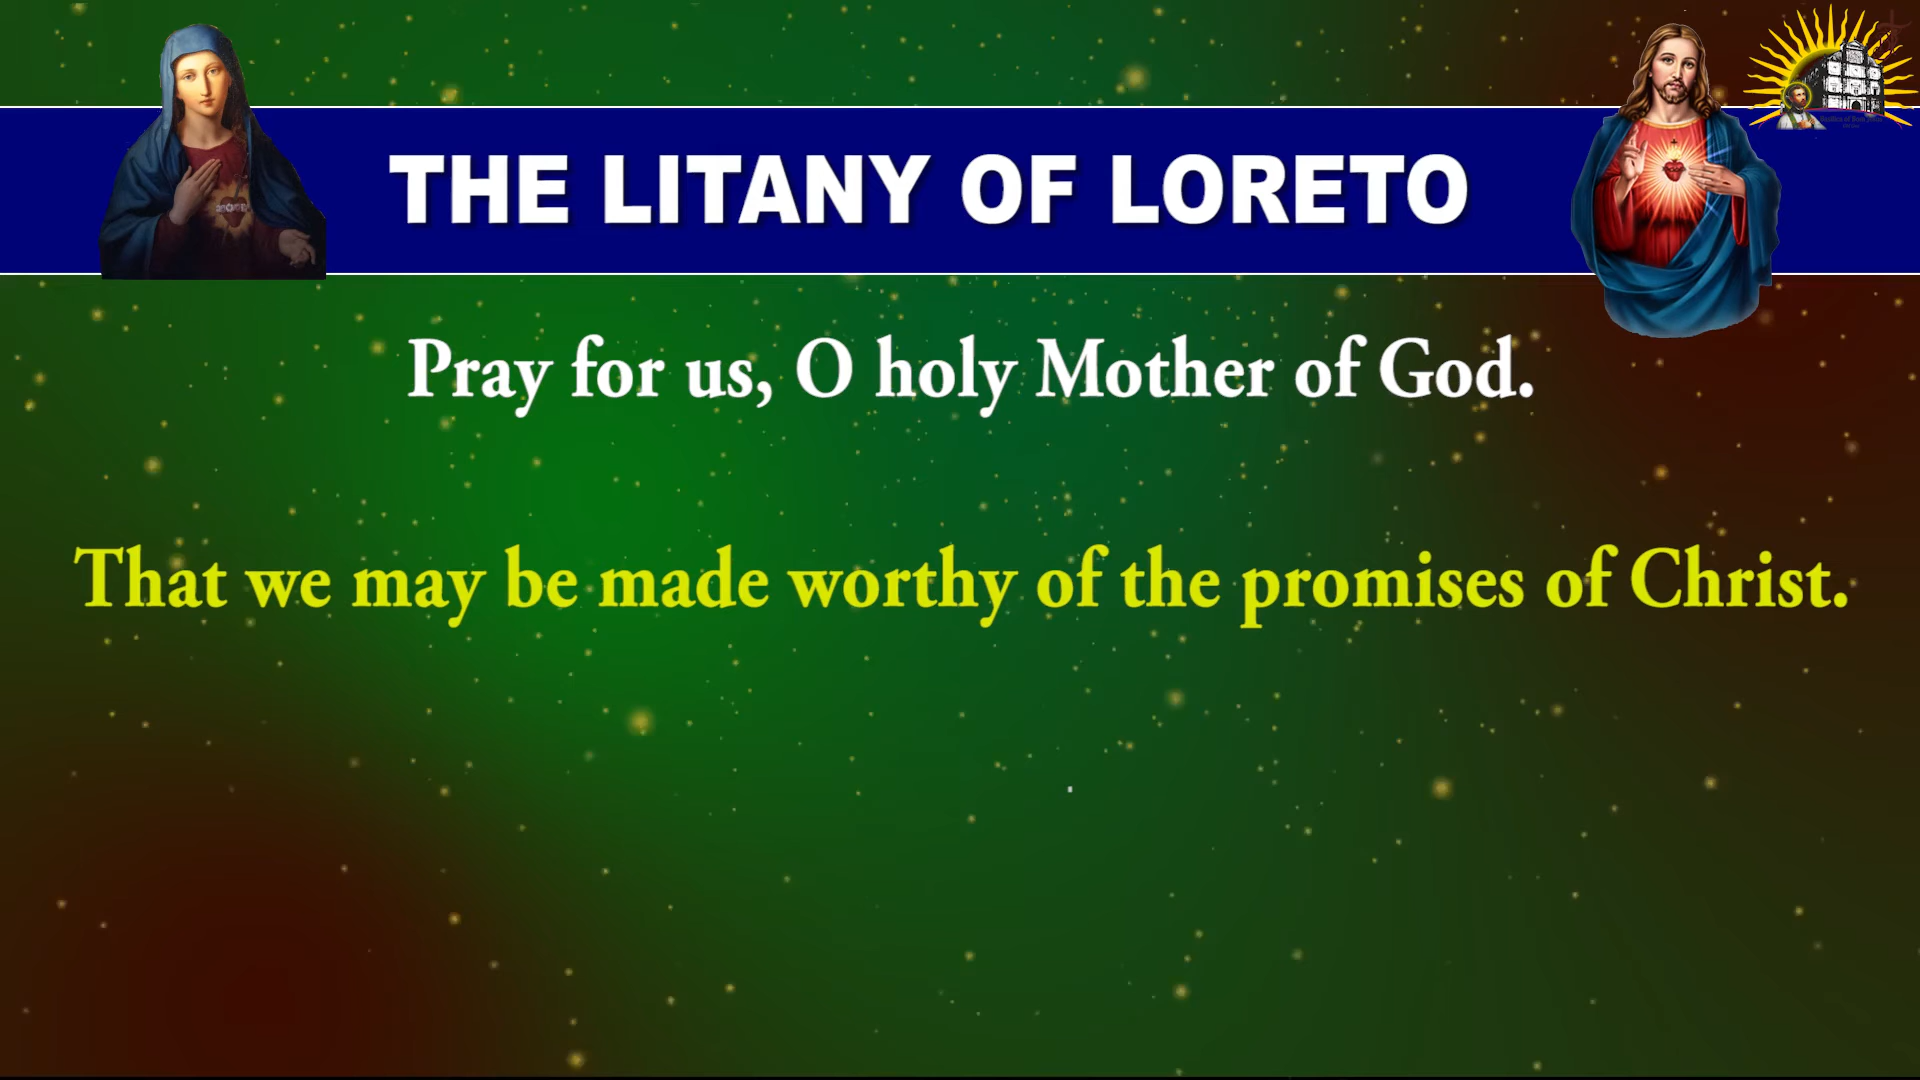 THE LITANY OF LORETO
Pray for us, O holy Mother of God.
That we may be made worthy of the promises of Christ.